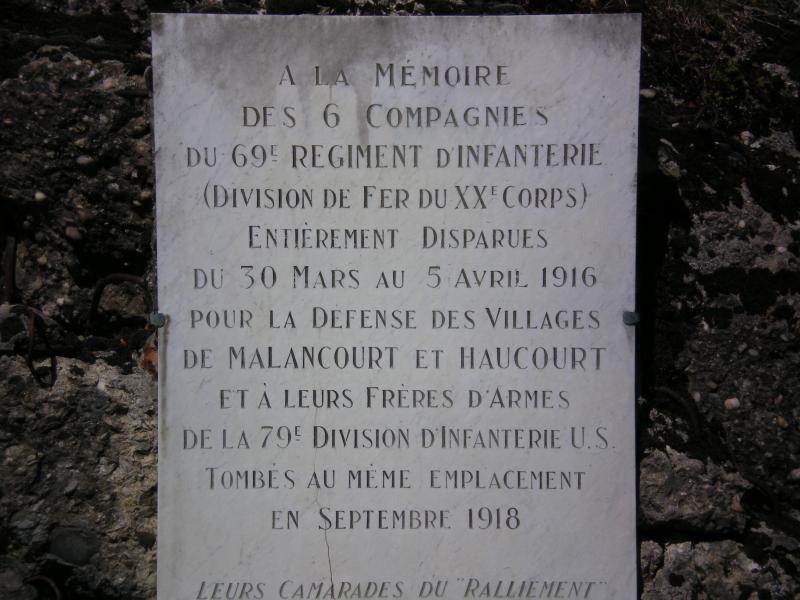 A LA MÉMOIRE
DES 6 COMPAGNIES
DU 69E REGIMENT D'INFANTERIE
(DIVISION DE FER DU XXE CORPS)
ENTIÈREMENT DISPARUES
DU 30 MARS AU 5 AVRIL 1916
POUR LA DÉFENSE DES VILLAGES
DE MALANCOURT ET HAUCOURT
ET À LEURS FRÈRES D'ARMES
DE LA 79E DIVISION D'INFANTERIE U.S.
TOMBÉS AU MÊME EMPLACEMENT
EN SEPTEMBRE 1918
LEURS CAMARADES DU "RALLIEMENT"